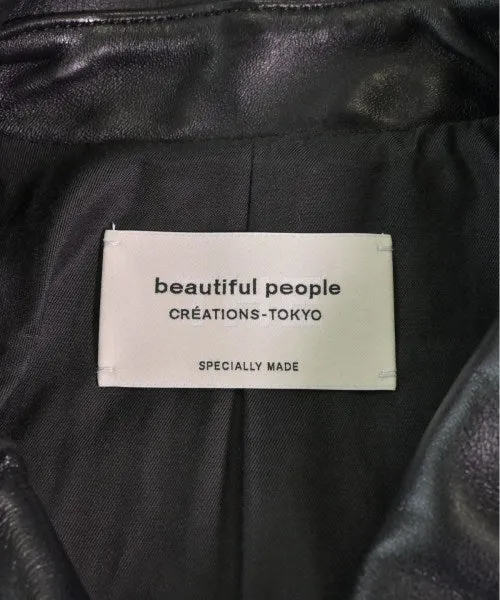 beautiful people
CRÉATIONS-TOKYO
SPECIALLY MADE